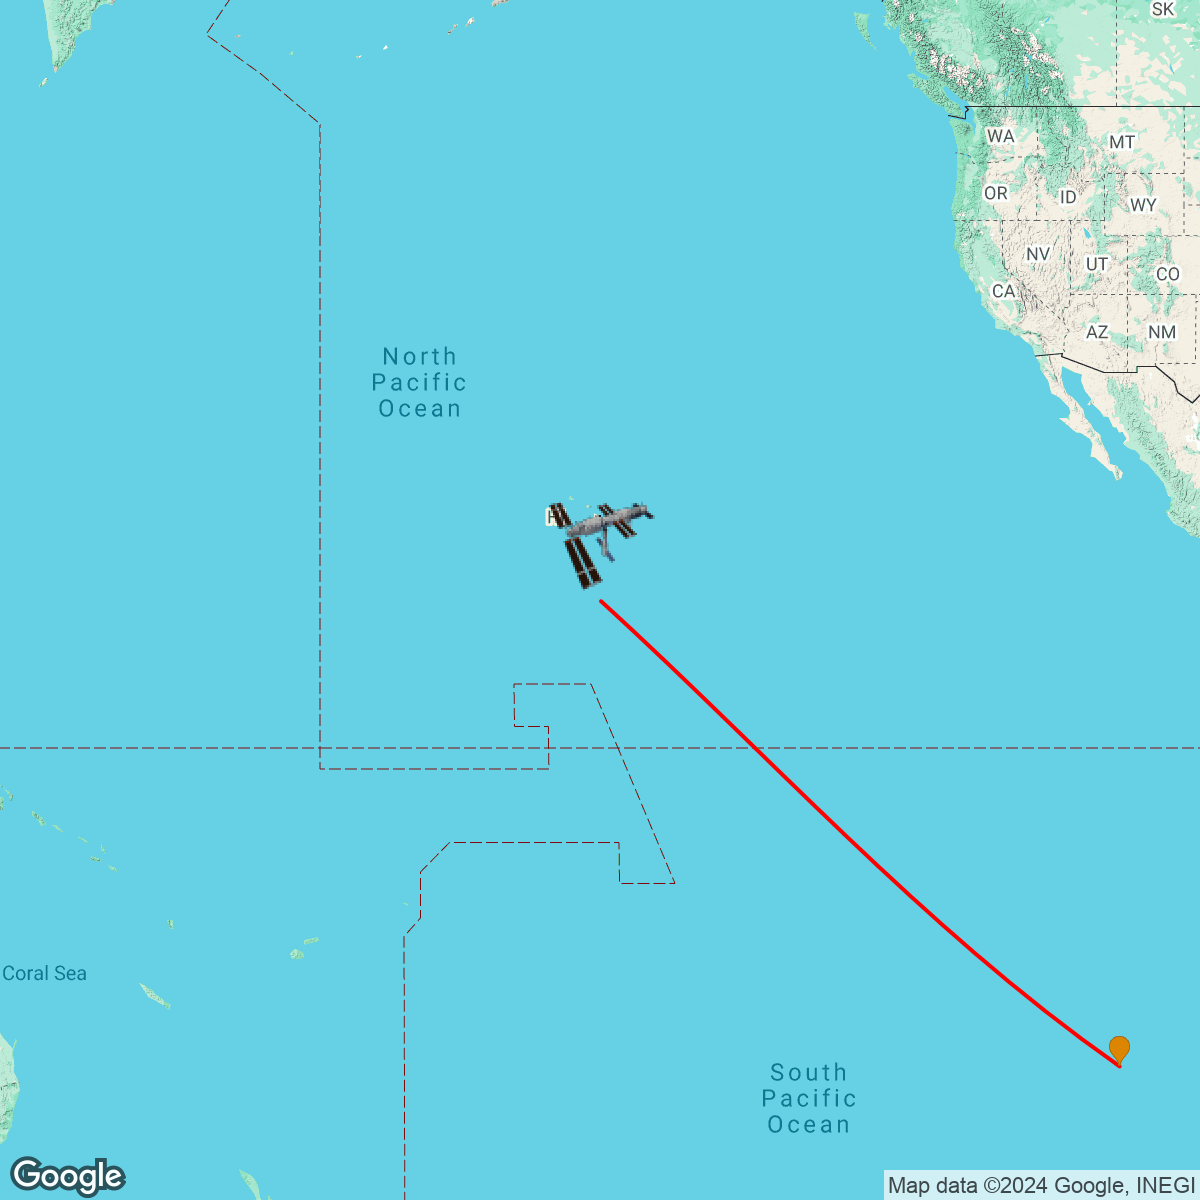 SK
WA
MT
OR
ID
WY
NV
UT
CO
CA
AZ
NM
North
Pacific
Ocean
Coral Sea
South
Pacific
Ocean
Google
Map data ©2024 Google, INEGI